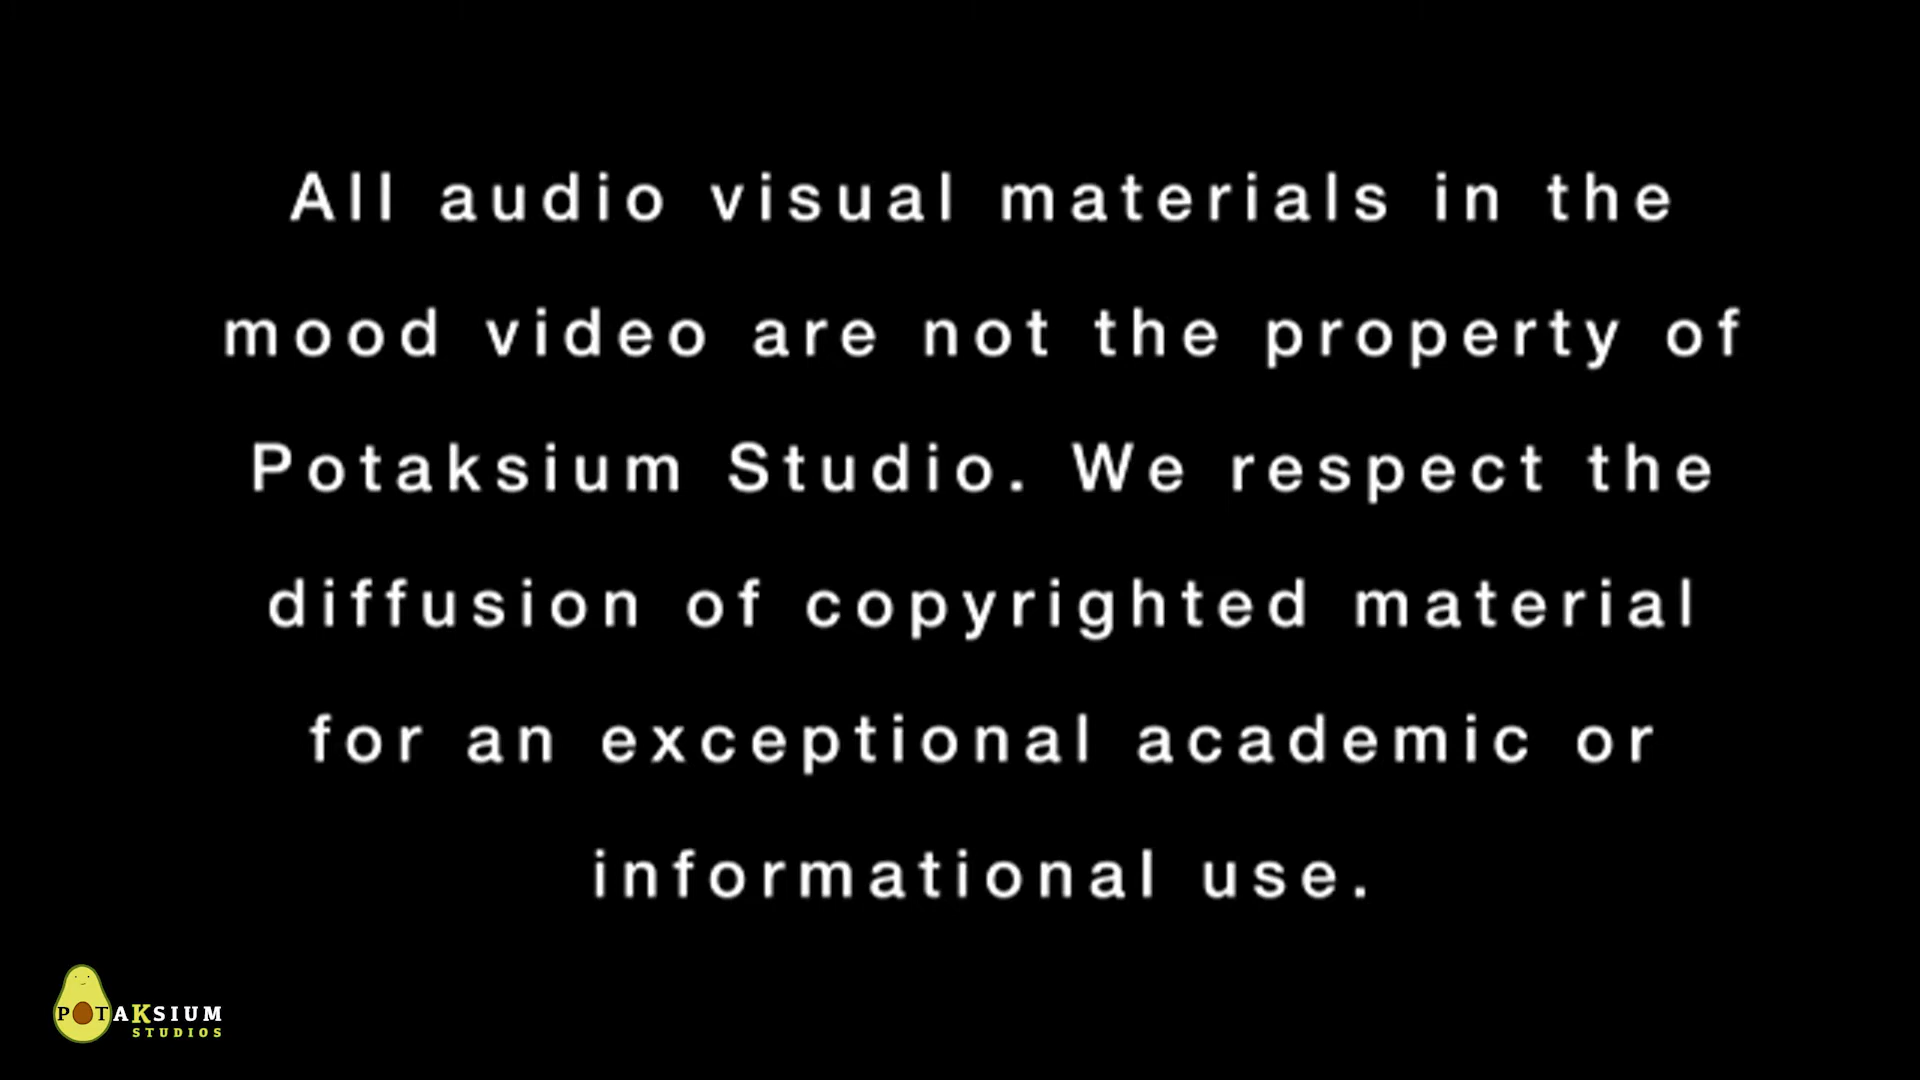 All audio visual materials in the
mood video are not the property of
Potaksium Studio. We respect the
diffusion of copyrighted material
for an exceptional academic or
informational use.
POTAKSIUM
STUDIOS